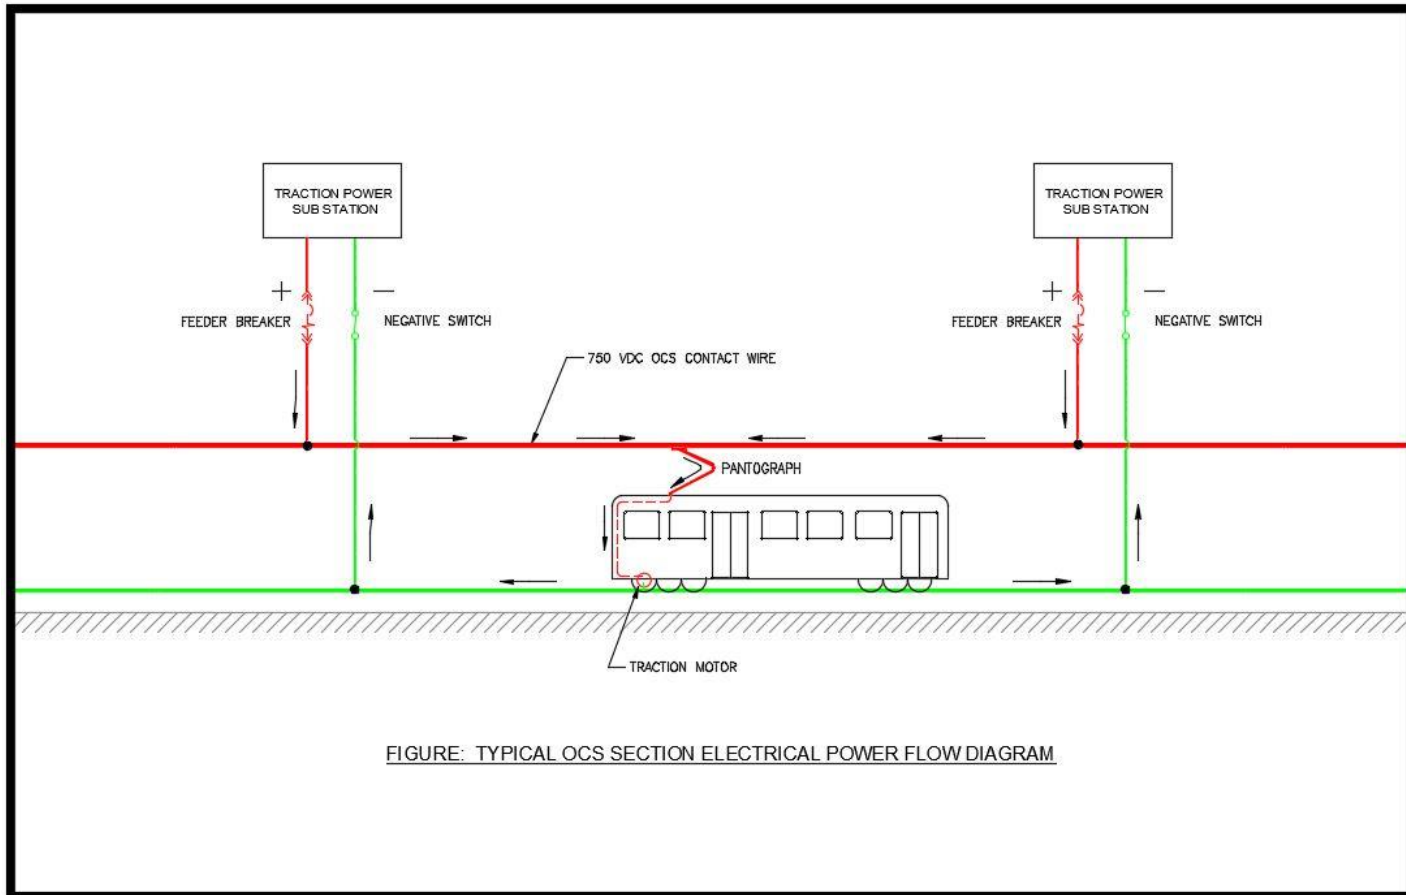 TRACTION POWER
SUB STATION
TRACTION POWER
SUB STATION
+
−
FEEDER BREAKER
NEGATIVE SWITCH
+
−
FEEDER BREAKER
NEGATIVE SWITCH
750 VDC OCS CONTACT WIRE
PANTOGRAPH
TRACTION MOTOR
FIGURE: TYPICAL OCS SECTION ELECTRICAL POWER FLOW DIAGRAM